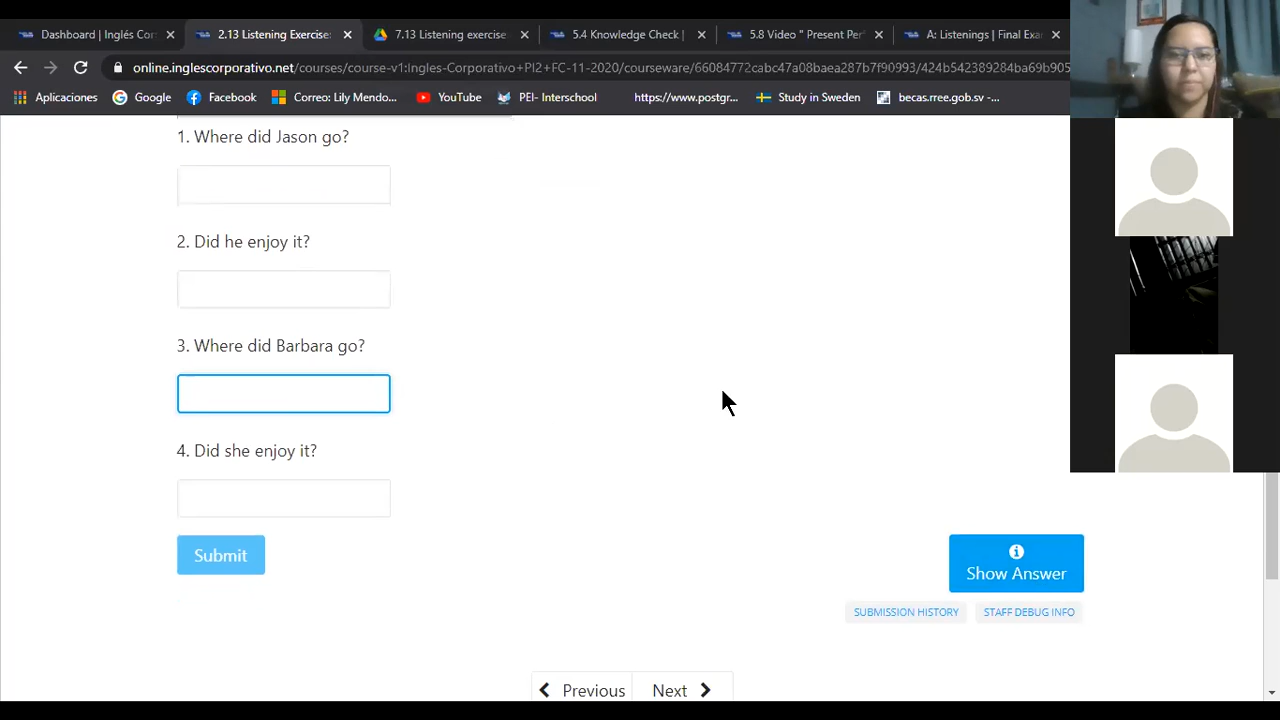 Dashboard | Inglés Cor
2.13 Listening Exercise:
7.13 Listening exercise
5.4 Knowledge Check |
5.8 Video " Present Per
A: Listenings | Final Exa
online.inglescorporativo.net/courses/course-v1:Ingles-Corpora
+PI2+FC-11-2020/courseware/66084772cabc47a08baea287b7f90993/424b542389284ba69b905
Aplicaciones
Google
Facebook
Correo: Lily Mendo...
YouTube
PEI- Interschool
https://www.postgr...
Study in Sweden
becas.rree.gob.sv -...
1. Where did Jason go?
2. Did he enjoy it?
3. Where did Barbara go?
4. Did she enjoy it?
Submit
Show Answer
SUBMISSION HISTORY
STAFF DEBUG INFO
Previous
Next